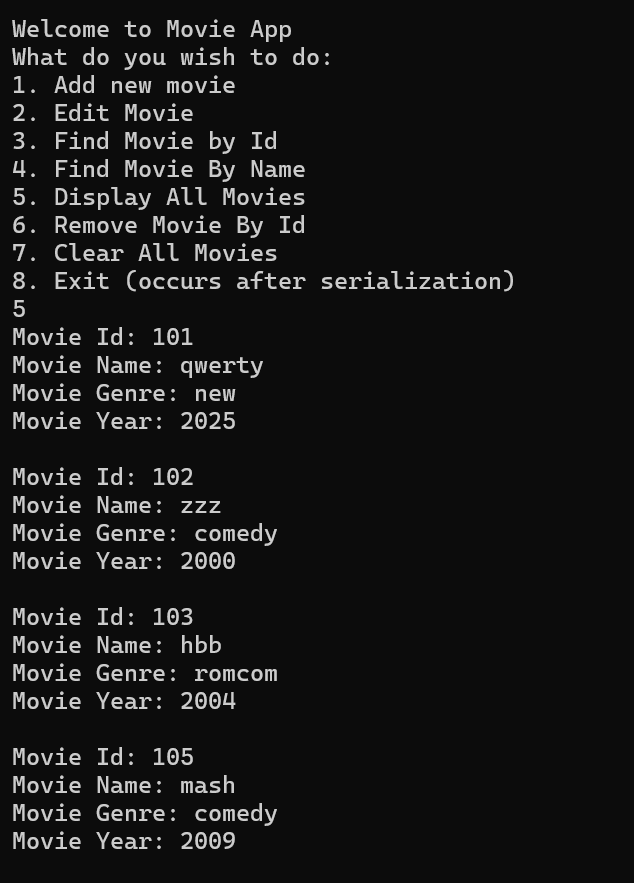 Welcome to Movie App
What do you wish to do:
1. Add new movie
2. Edit Movie
3. Find Movie by Id
4. Find Movie By Name
5. Display All Movies
6. Remove Movie By Id
7. Clear All Movies
8. Exit (occurs after serialization)
5
Movie Id: 101
Movie Name: qwerty
Movie Genre: new
Movie Year: 2025

Movie Id: 102
Movie Name: zzz
Movie Genre: comedy
Movie Year: 2000

Movie Id: 103
Movie Name: hbb
Movie Genre: romcom
Movie Year: 2004

Movie Id: 105
Movie Name: mash
Movie Genre: comedy
Movie Year: 2009